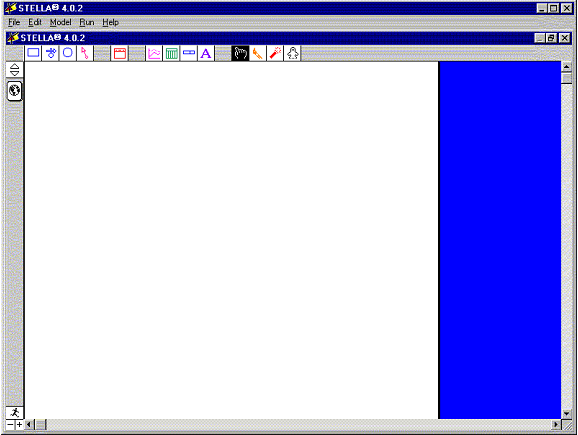 STELLA® 4.0.2
File Edit Model Run Help
STELLA® 4.0.2
A